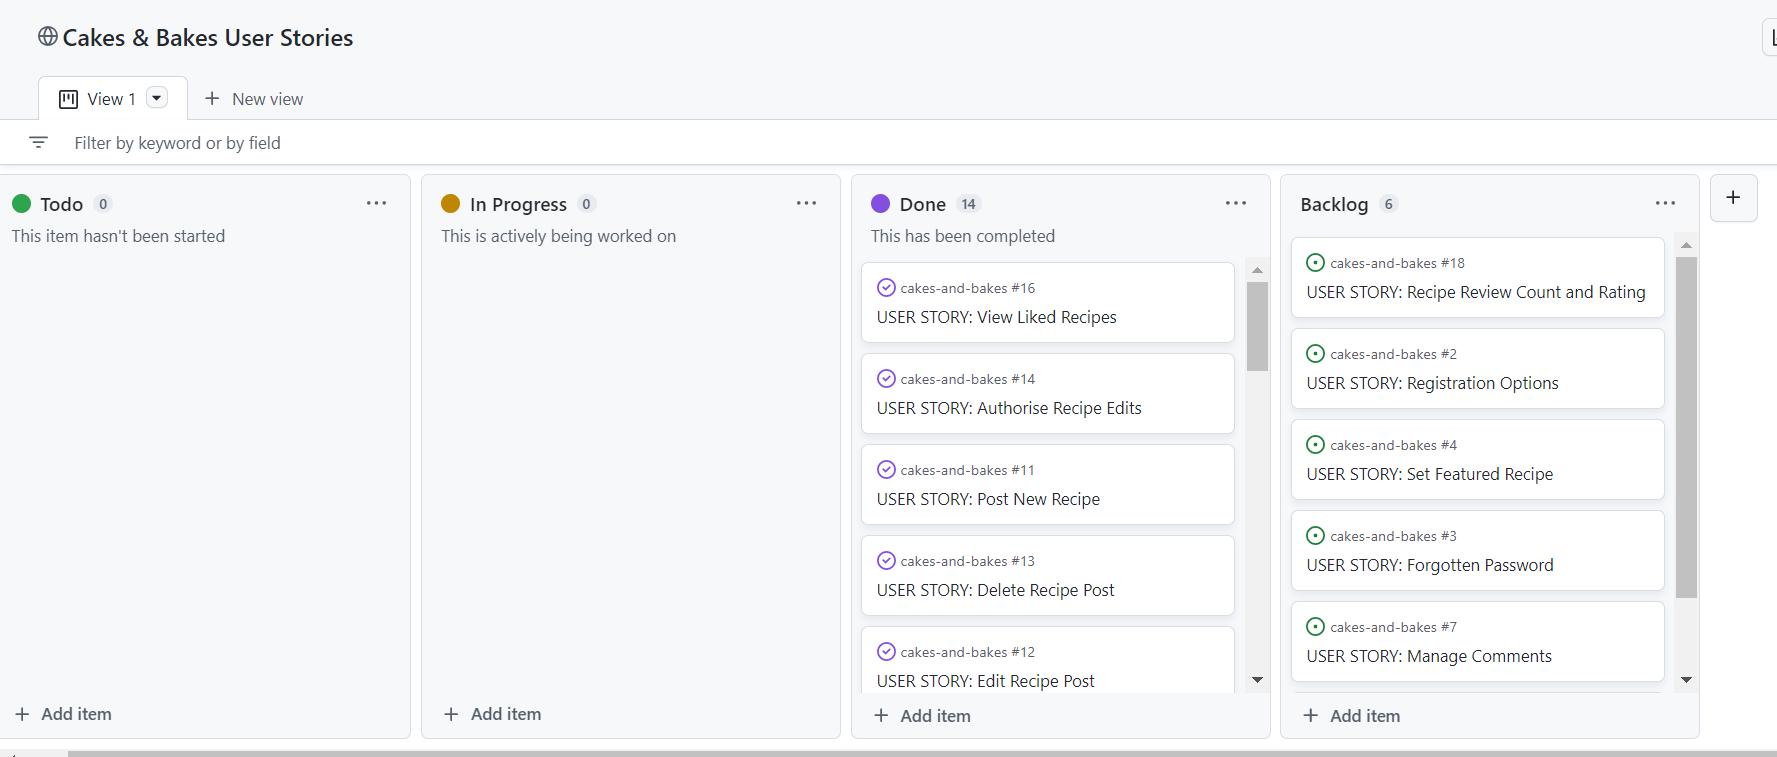 Cakes & Bakes User Stories
View 1
New view
Filter by keyword or by field
Todo 0
This item hasn't been started
Add item
In Progress 0
This is actively being worked on
Add item
Done 14
This has been completed
cakes-and-bakes #16
USER STORY: View Liked Recipes
cakes-and-bakes #14
USER STORY: Authorise Recipe Edits
cakes-and-bakes #11
USER STORY: Post New Recipe
cakes-and-bakes #13
USER STORY: Delete Recipe Post
cakes-and-bakes #12
USER STORY: Edit Recipe Post
Add item
Backlog 6
cakes-and-bakes #18
USER STORY: Recipe Review Count and Rating
cakes-and-bakes #2
USER STORY: Registration Options
cakes-and-bakes #4
USER STORY: Set Featured Recipe
cakes-and-bakes #3
USER STORY: Forgotten Password
cakes-and-bakes #7
USER STORY: Manage Comments
Add item